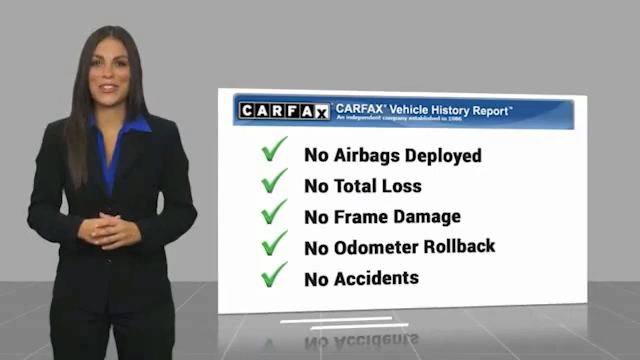 CARFAX® CARFAX® Vehicle History Report™
An independent company established in 1986
No Airbags Deployed
No Total Loss
No Frame Damage
No Odometer Rollback
No Accidents